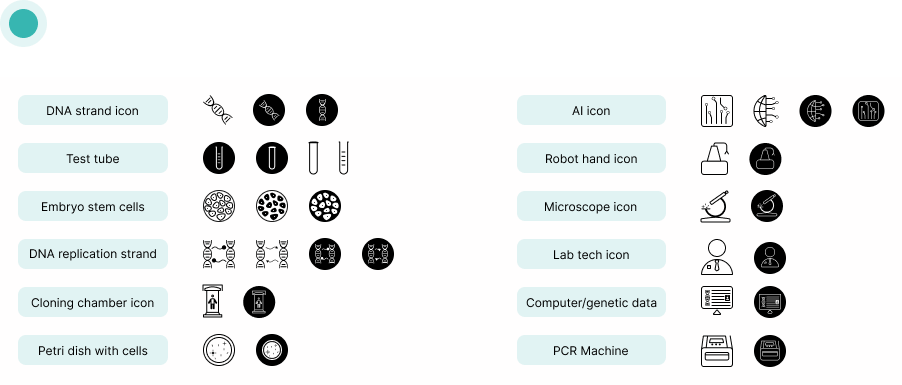 DNA strand icon
Test tube
Embryo stem cells
DNA replication strand
Cloning chamber icon
Petri dish with cells
AI icon
Robot hand icon
Microscope icon
Lab tech icon
Computer/genetic data
PCR Machine